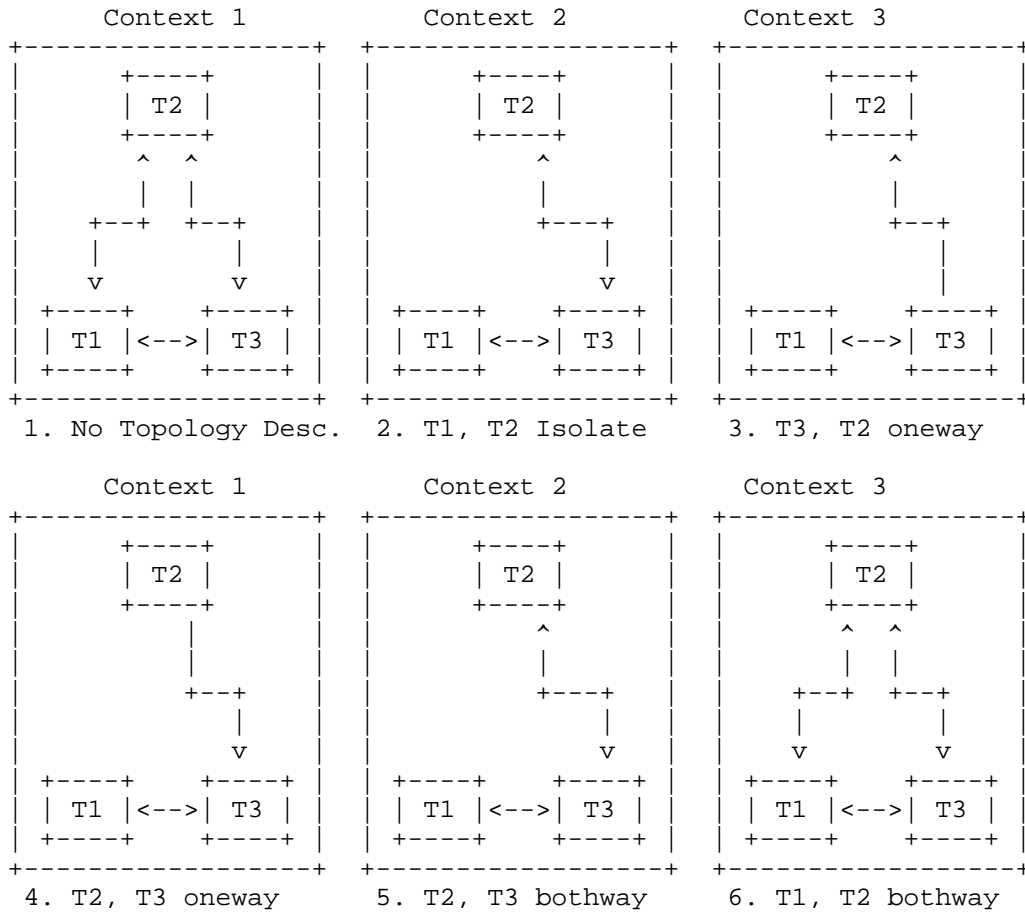 Context 1 Context 2 Context 3
T2 T2 T2
T1 <--> T3 T1 <--> T3 T1 <--> T3
1. No Topology Desc. 2. T1, T2 Isolate 3. T3, T2 oneway
Context 1 Context 2 Context 3
T2 T2 T2
T1 <--> T3 T1 <--> T3 T1 <--> T3
4. T2, T3 oneway 5. T2, T3 bothway 6. T1, T2 bothway